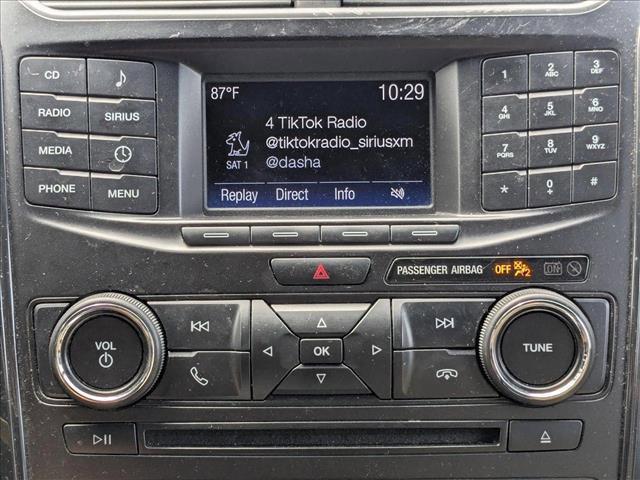 CD
RADIO SIRIUS
MEDIA
PHONE MENU
87°F 10:29
4 TikTok Radio
@tiktokradio_siriusxm
SAT 1 @dasha
Replay Direct Info
1 2 ABC 3 DEF
4 GHI 5 JKL 6 MNO
7 PQRS 8 TUV 9 WXYZ
* 0 + #
PASSENGER AIRBAG OFF 2 ON
VOL OK TUNE